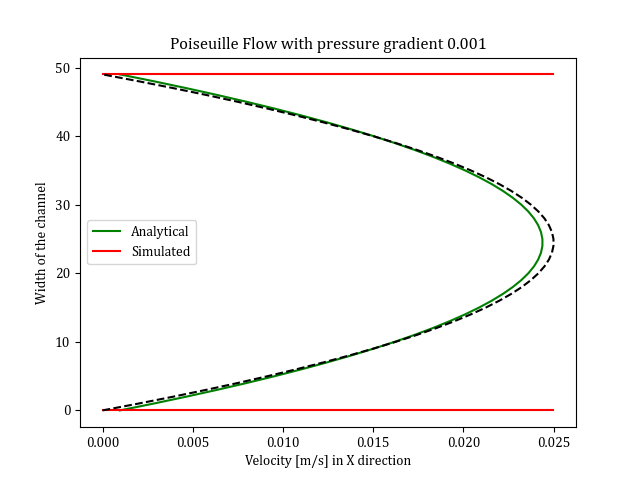 Poiseuille Flow with pressure gradient 0.001
50
40
30
20
10
0
Width of the channel
Analytical
Simulated
0.000 0.005 0.010 0.015 0.020 0.025
Velocity [m/s] in X direction